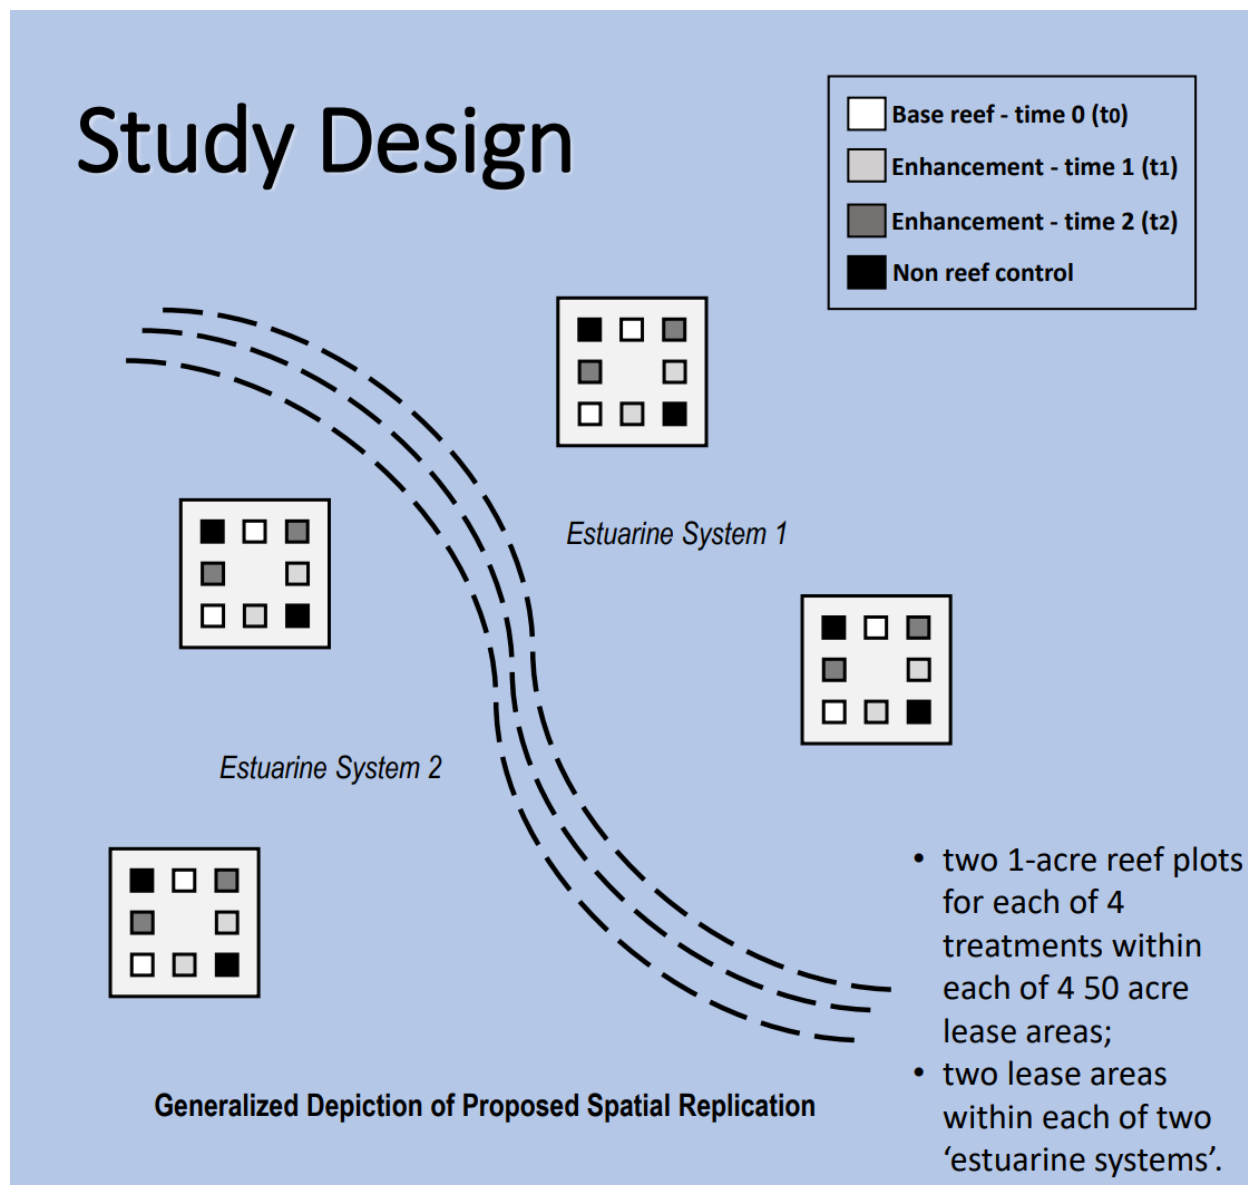 Study Design
Base reef - time 0 (t0)
Enhancement - time 1 (t1)
Enhancement - time 2 (t2)
Non reef control
Estuarine System 1
Estuarine System 2
• two 1-acre reef plots
for each of 4
treatments within
each of 4 50 acre
lease areas;
• two lease areas
within each of two
‘estuarine systems’.
Generalized Depiction of Proposed Spatial Replication